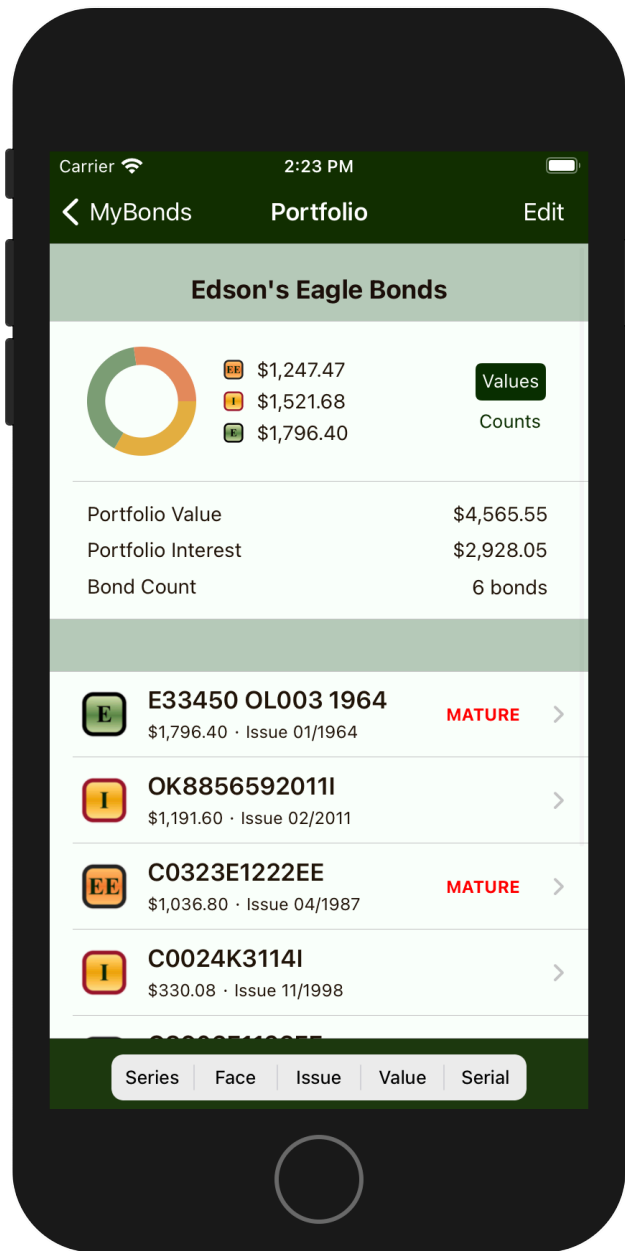 Carrier 2:23 PM
MyBonds Portfolio Edit
Edson's Eagle Bonds
EE $1,247.47
I $1,521.68
E $1,796.40
Values
Counts
Portfolio Value $4,565.55
Portfolio Interest $2,928.05
Bond Count 6 bonds
E E33450 OL003 1964
$1,796.40 · Issue 01/1964
MATURE
I OK8856592011I
$1,191.60 · Issue 02/2011
EE C0323E1222EE
$1,036.80 · Issue 04/1987
MATURE
I C0024K3114I
$330.08 · Issue 11/1998
Series Face Issue Value Serial